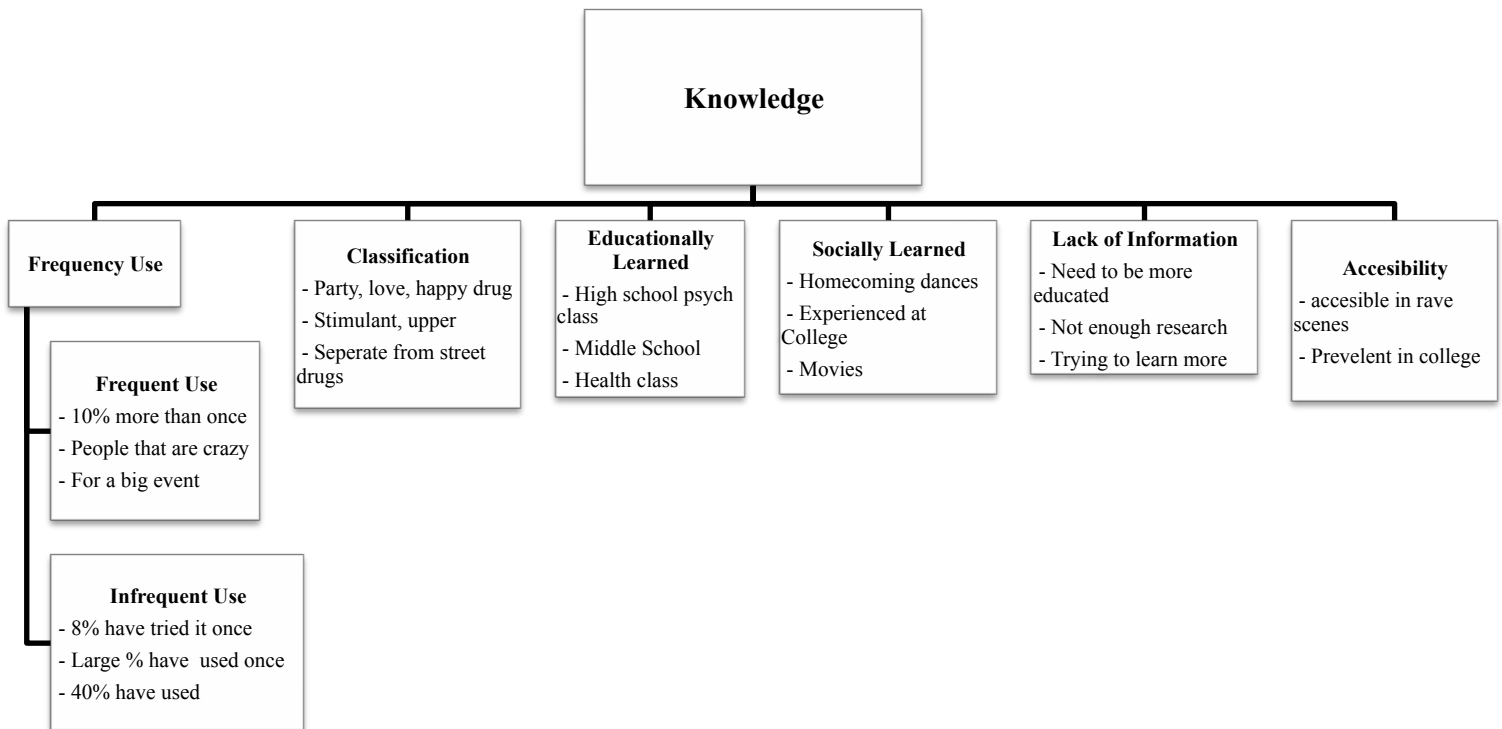 Knowledge
Frequency Use
Frequent Use
- 10% more than once
- People that are crazy
- For a big event
Infrequent Use
- 8% have tried it once
- Large % have used once
- 40% have used
Classification
- Party, love, happy drug
- Stimulant, upper
- Seperate from street
drugs
Educationally
Learned
- High school psych
class
- Middle School
- Health class
Socially Learned
- Homecoming dances
- Experienced at
College
- Movies
Lack of Information
- Need to be more
educated
- Not enough research
- Trying to learn more
Accesibility
- accesible in rave
scenes
- Prevelent in college